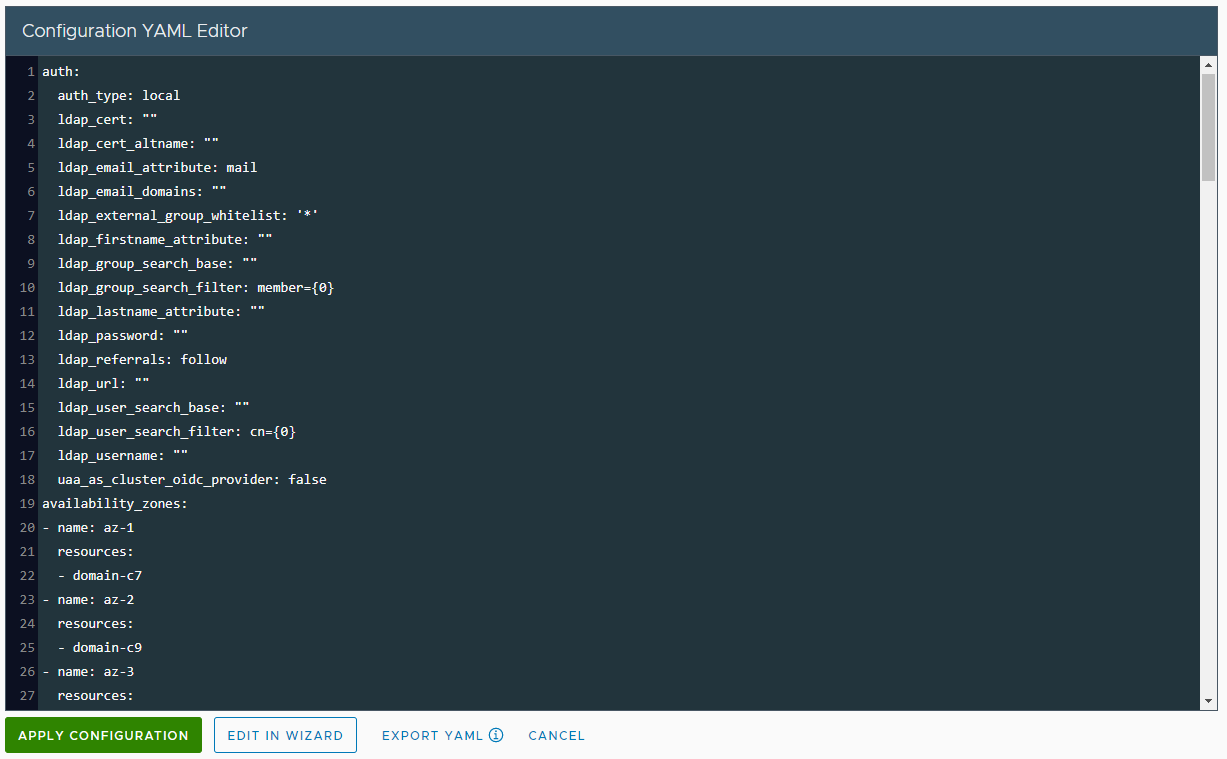 Configuration YAML Editor
1 auth:
2   auth_type: local
3   ldap_cert: ""
4   ldap_cert_altname: ""
5   ldap_email_attribute: mail
6   ldap_email_domains: ""
7   ldap_external_group_whitelist: '*'
8   ldap_firstname_attribute: ""
9   ldap_group_search_base: ""
10   ldap_group_search_filter: member={0}
11   ldap_lastname_attribute: ""
12   ldap_password: ""
13   ldap_referrals: follow
14   ldap_url: ""
15   ldap_user_search_base: ""
16   ldap_user_search_filter: cn={0}
17   ldap_username: ""
18   uaa_as_cluster_oidc_provider: false
19 availability_zones:
20 - name: az-1
21   resources:
22   - domain-c7
23 - name: az-2
24   resources:
25   - domain-c9
26 - name: az-3
27   resources:
APPLY CONFIGURATION EDIT IN WIZARD EXPORT YAML CANCEL